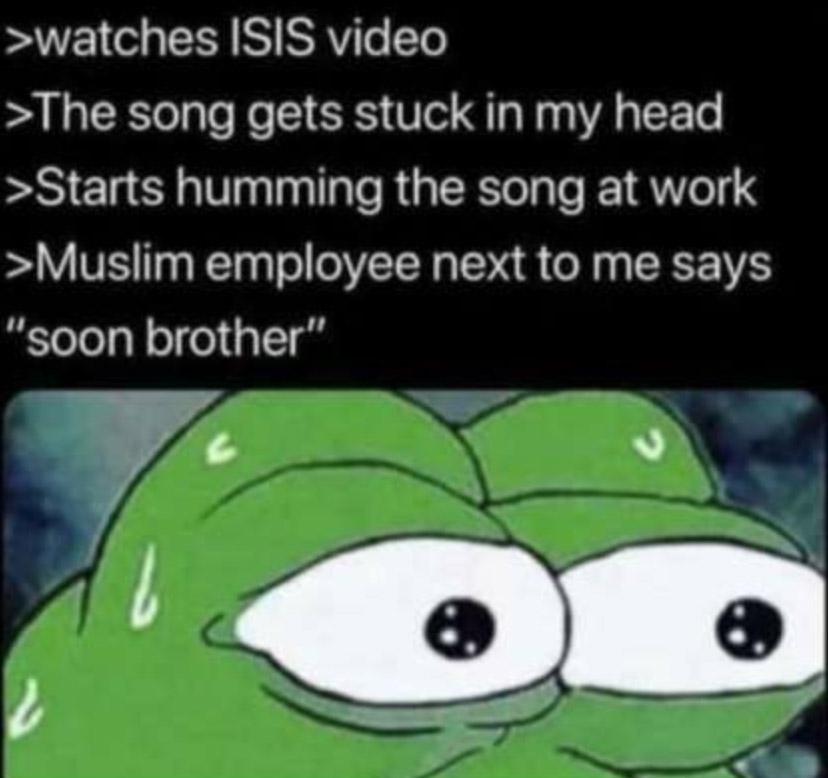 >watches ISIS video
>The song gets stuck in my head
>Starts humming the song at work
>Muslim employee next to me says
"soon brother"